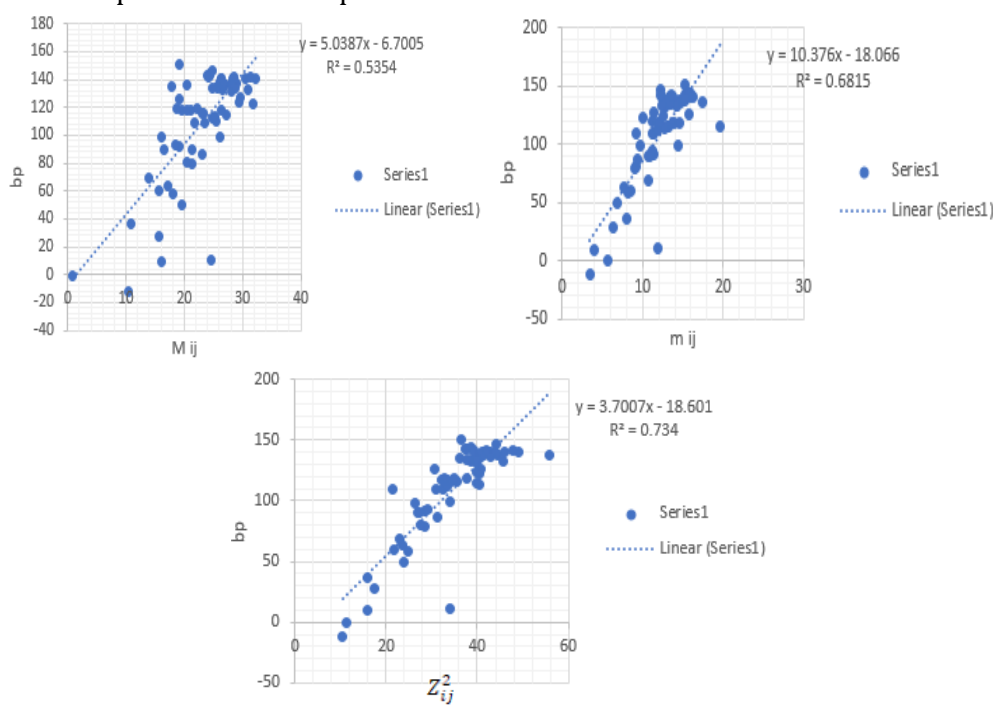 180
160
140
120
100
80
60
40
20
0
-20
-40
0
10
20
30
40
bp
M ij
y = 5.0387x - 6.7005
R² = 0.5354
Series1
Linear (Series1)
200
150
100
50
0
-50
0
10
20
30
bp
m ij
y = 10.376x - 18.066
R² = 0.6815
Series1
Linear (Series1)
200
150
100
50
0
-50
0
20
40
60
bp
Z²ij
y = 3.7007x - 18.601
R² = 0.734
Series1
Linear (Series1)